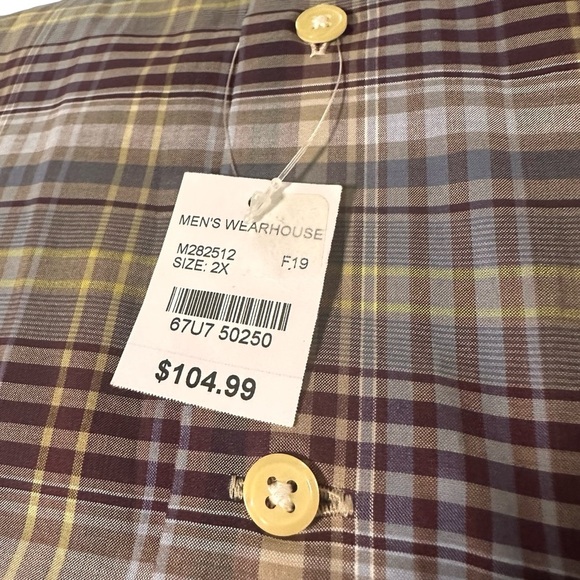 MEN'S WEARHOUSE
M282512 F19
SIZE: 2X
67U7 50250
$104.99